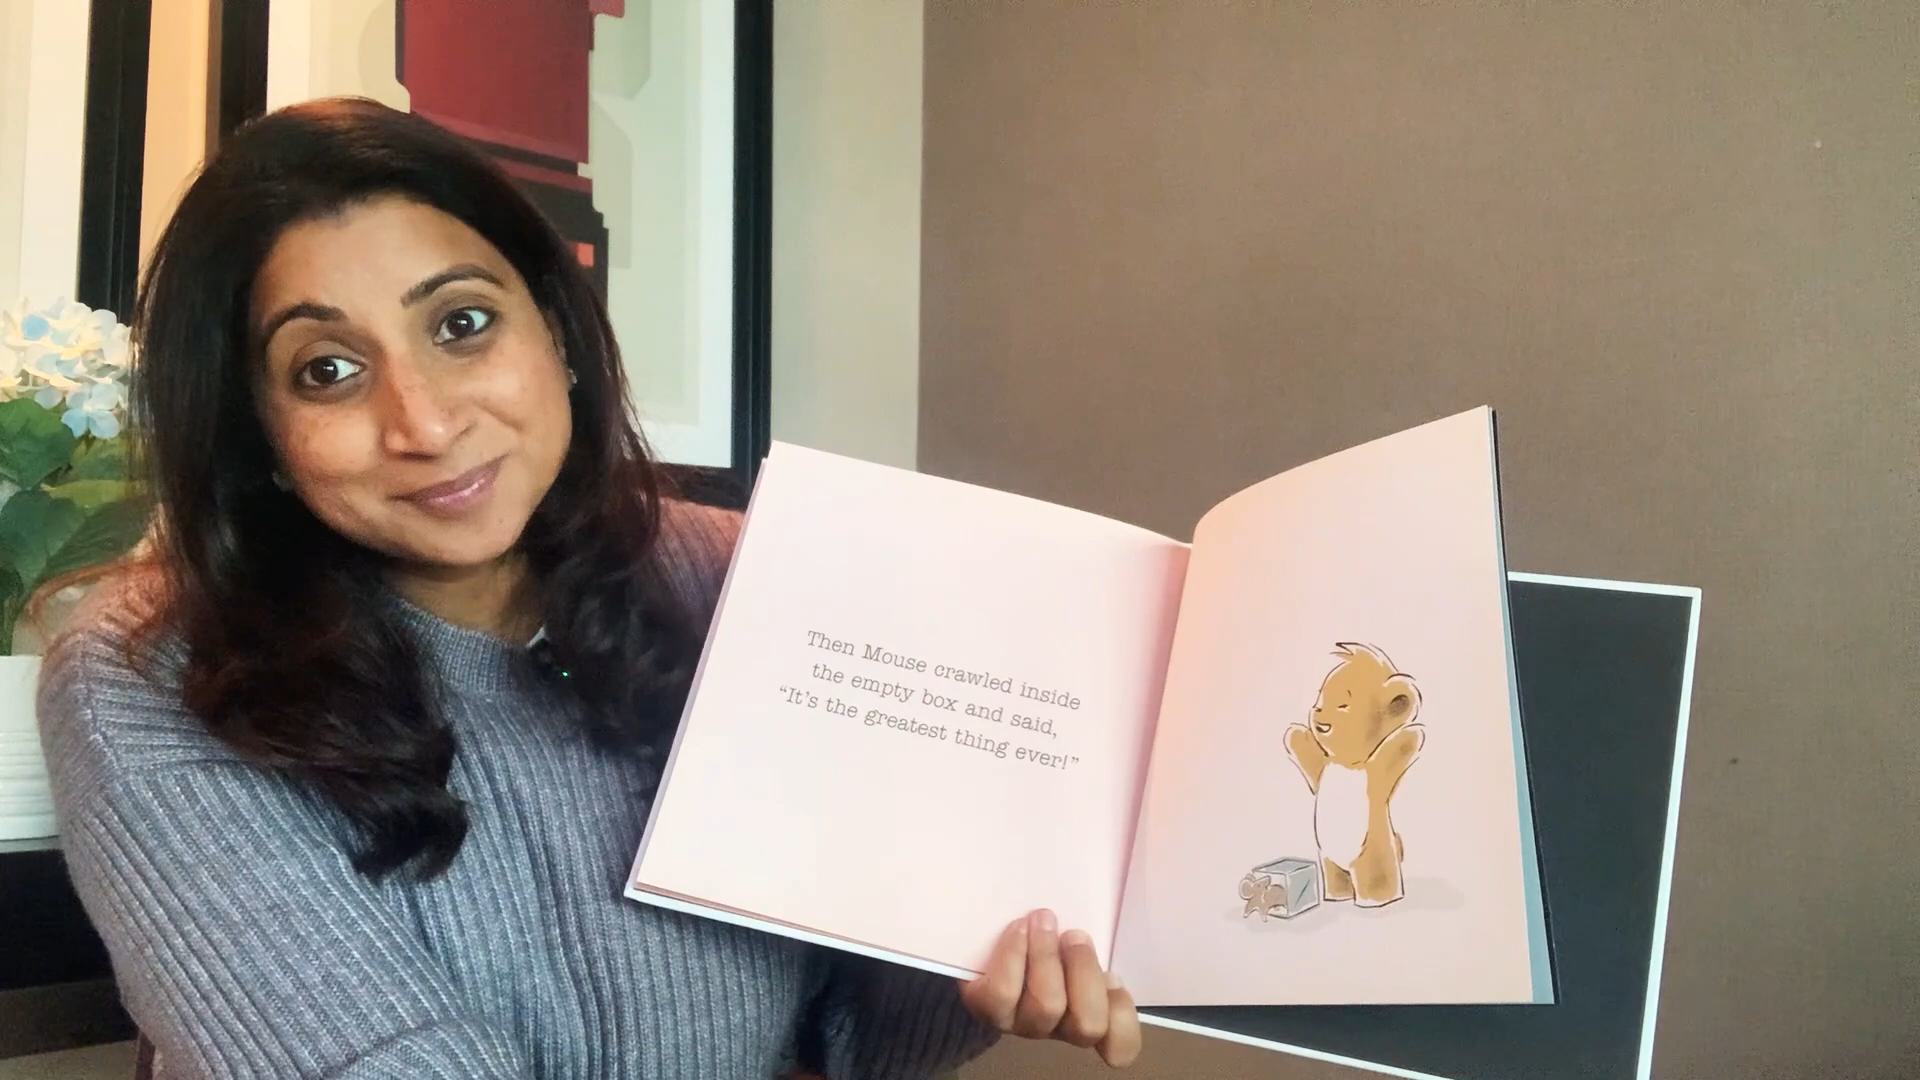 Then Mouse crawled inside
the empty box and said,
“It’s the greatest thing ever!”